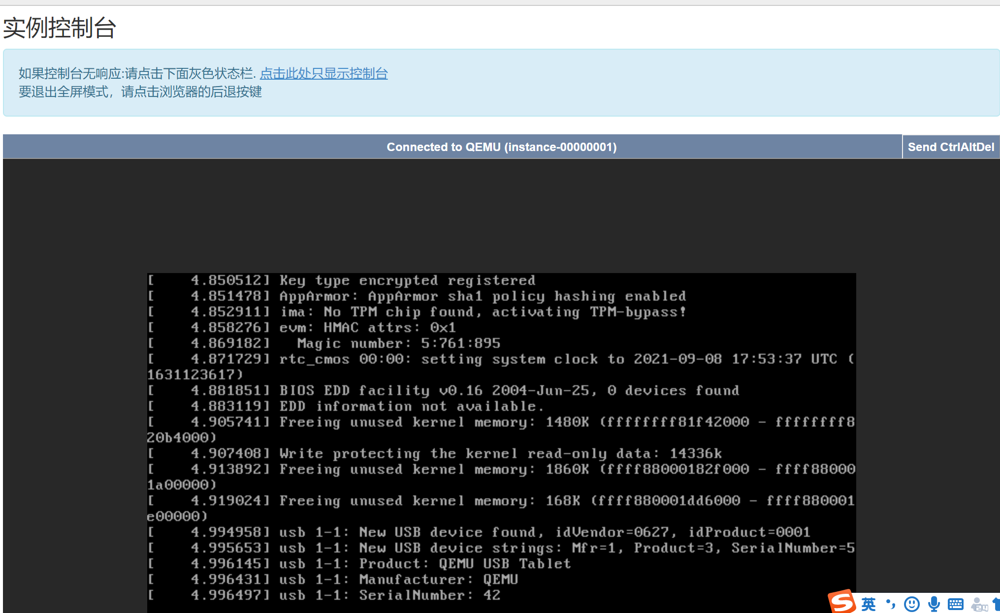 实例控制台
如果控制台无响应:请点击下面灰色状态栏. 点击此处只显示控制台
要退出全屏模式，请点击浏览器的后退按键
Connected to QEMU (instance-00000001)
Send CtrlAltDel
[    4.850512] Key type encrypted registered
[    4.851478] AppArmor: AppArmor sha1 policy hashing enabled
[    4.852911] ima: No TPM chip found, activating TPM-bypass!
[    4.858276] evm: HMAC attrs: 0x1
[    4.869182]   Magic number: 5:761:895
[    4.871729] rtc_cmos 00:00: setting system clock to 2021-09-08 17:53:37 UTC (
1631123617)
[    4.881851] BIOS EDD facility v0.16 2004-Jun-25, 0 devices found
[    4.883119] EDD information not available.
[    4.905741] Freeing unused kernel memory: 1480K (ffffffff81f42000 - ffffffff8
20b4000)
[    4.907408] Write protecting the kernel read-only data: 14336k
[    4.913892] Freeing unused kernel memory: 1860K (ffff88000182f000 - ffff88000
1a00000)
[    4.919024] Freeing unused kernel memory: 168K (ffff880001dd6000 - ffff880001
e00000)
[    4.994958] usb 1-1: New USB device found, idVendor=0627, idProduct=0001
[    4.995653] usb 1-1: New USB device strings: Mfr=1, Product=3, SerialNumber=5
[    4.996145] usb 1-1: Product: QEMU USB Tablet
[    4.996431] usb 1-1: Manufacturer: QEMU
[    4.996497] usb 1-1: SerialNumber: 42
英